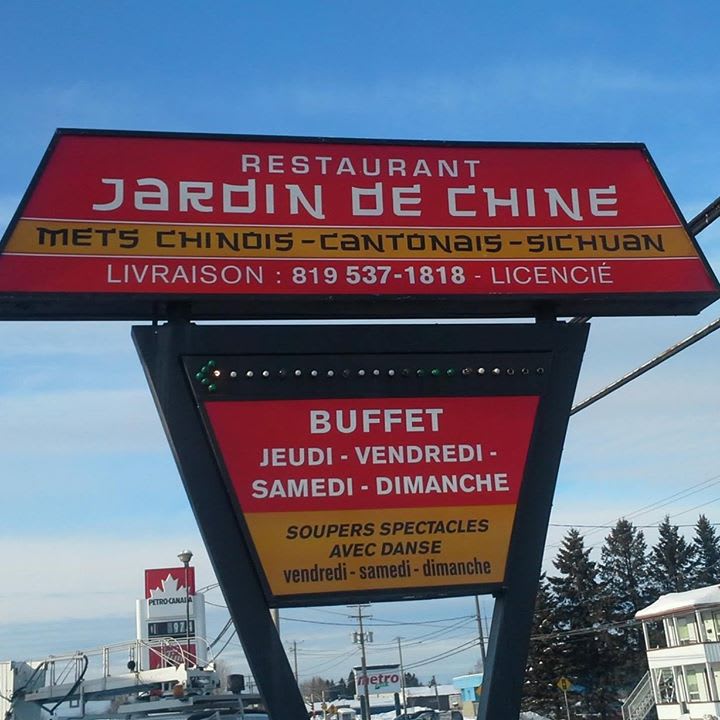 RESTAURANT
JARDIN DE CHINE
METS CHINOIS - CANTONAIS - SICHUAN
LIVRAISON : 819 537-1818 - LICENCIÉ
BUFFET
JEUDI - VENDREDI -
SAMEDI - DIMANCHE
SOUPERS SPECTACLES
AVEC DANSE
vendredi - samedi - dimanche
PETRO-CANADA
metro